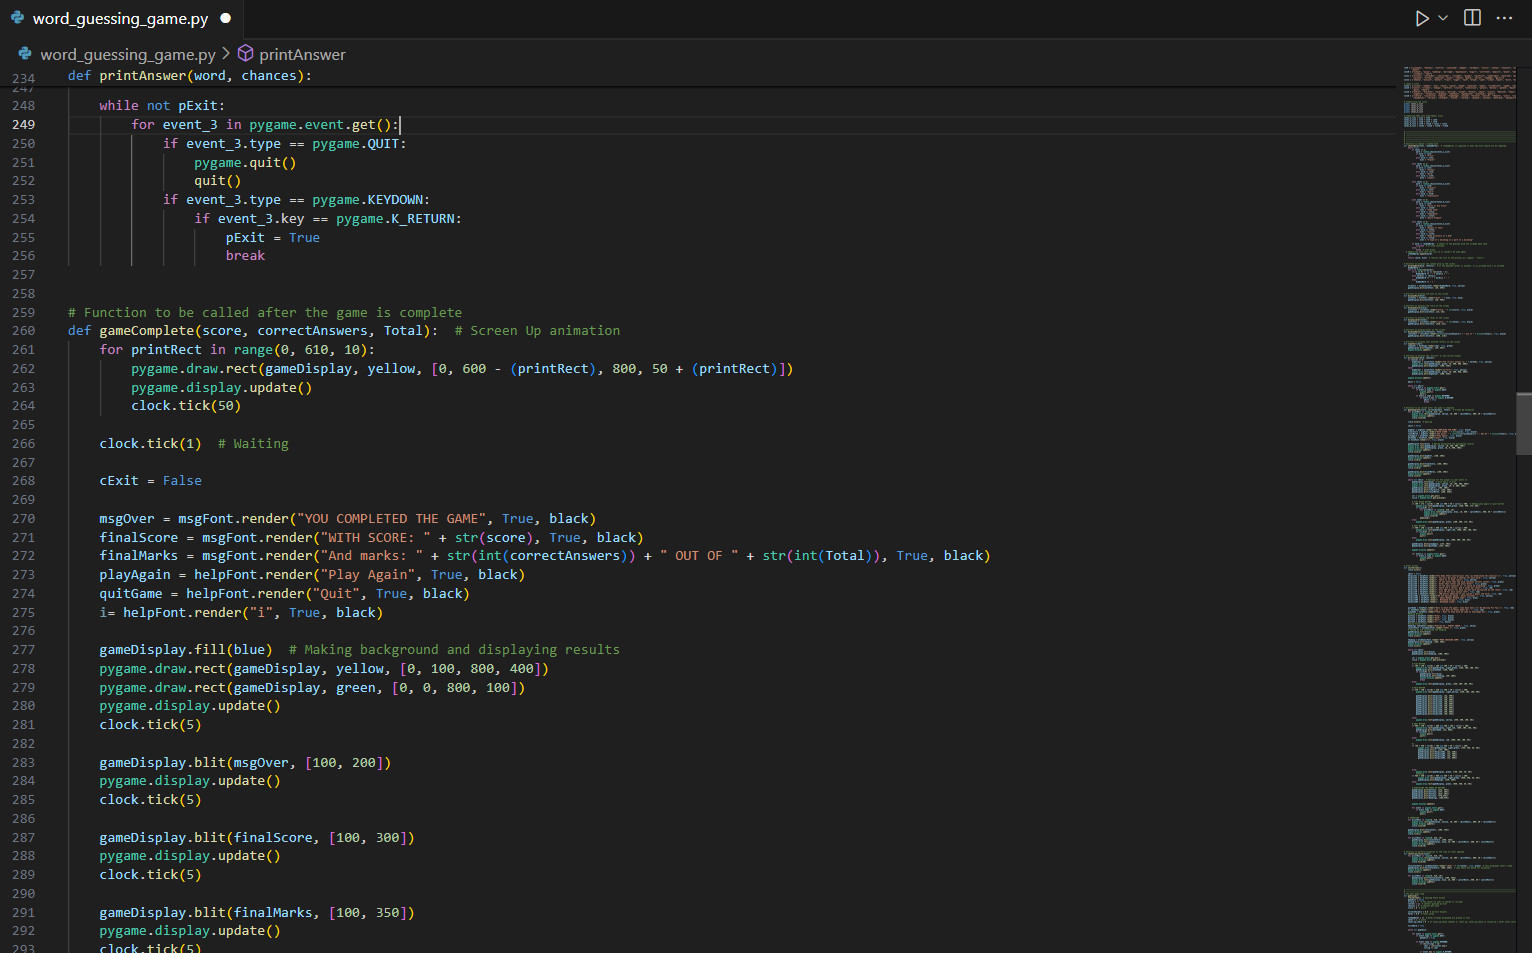 word_guessing_game.py
word_guessing_game.py > printAnswer
234 def printAnswer(word, chances):
247
248 while not pExit:
249 for event_3 in pygame.event.get():
250 if event_3.type == pygame.QUIT:
251 pygame.quit()
252 quit()
253 if event_3.type == pygame.KEYDOWN:
254 if event_3.key == pygame.K_RETURN:
255 pExit = True
256 break
257
258
259 # Function to be called after the game is complete
260 def gameComplete(score, correctAnswers, Total):  # Screen Up animation
261 for printRect in range(0, 610, 10):
262 pygame.draw.rect(gameDisplay, yellow, [0, 600 - (printRect), 800, 50 + (printRect)])
263 pygame.display.update()
264 clock.tick(50)
265
266 clock.tick(1)  # Waiting
267
268 cExit = False
269
270 msgOver = msgFont.render("YOU COMPLETED THE GAME", True, black)
271 finalScore = msgFont.render("WITH SCORE: " + str(score), True, black)
272 finalMarks = msgFont.render("And marks: " + str(int(correctAnswers)) + " OUT OF " + str(int(Total)), True, black)
273 playAgain = helpFont.render("Play Again", True, black)
274 quitGame = helpFont.render("Quit", True, black)
275 i= helpFont.render("i", True, black)
276
277 gameDisplay.fill(blue)  # Making background and displaying results
278 pygame.draw.rect(gameDisplay, yellow, [0, 100, 800, 400])
279 pygame.draw.rect(gameDisplay, green, [0, 0, 800, 100])
280 pygame.display.update()
281 clock.tick(5)
282
283 gameDisplay.blit(msgOver, [100, 200])
284 pygame.display.update()
285 clock.tick(5)
286
287 gameDisplay.blit(finalScore, [100, 300])
288 pygame.display.update()
289 clock.tick(5)
290
291 gameDisplay.blit(finalMarks, [100, 350])
292 pygame.display.update()
293 clock.tick(5)